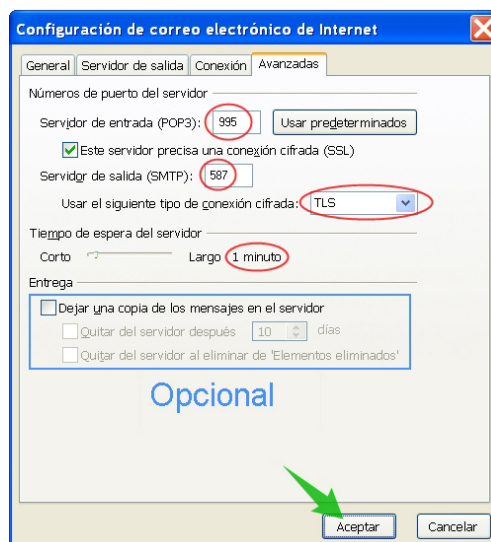 Configuración de correo electrónico de Internet
General Servidor de salida Conexión Avanzadas
Números de puerto del servidor
Servidor de entrada (POP3): 995 Usar predeterminados
Este servidor precisa una conexión cifrada (SSL)
Servidor de salida (SMTP): 587
Usar el siguiente tipo de conexión cifrada: TLS
Tiempo de espera del servidor
Corto Largo 1 minuto
Entrega
Dejar una copia de los mensajes en el servidor
Quitar del servidor después 10 días
Quitar del servidor al eliminar de 'Elementos eliminados'
Opcional
Aceptar Cancelar